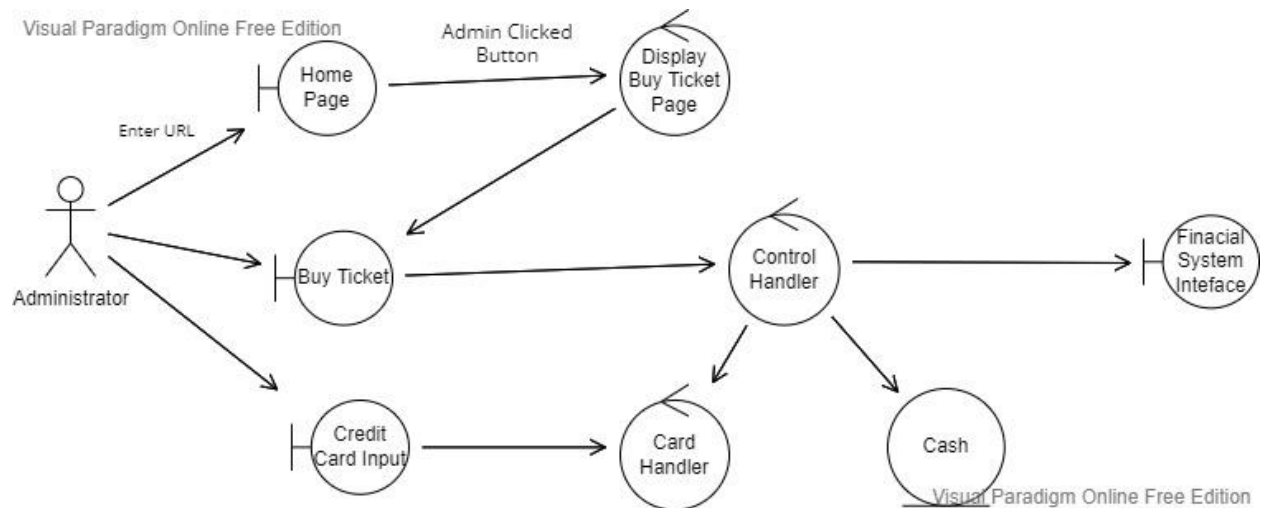 Visual Paradigm Online Free Edition
Admin Clicked
Button
Home
Page
Display
Buy Ticket
Page
Enter URL
Administrator
Buy Ticket
Control
Handler
Finacial
System
Inteface
Credit
Card Input
Card
Handler
Cash
Visual Paradigm Online Free Edition